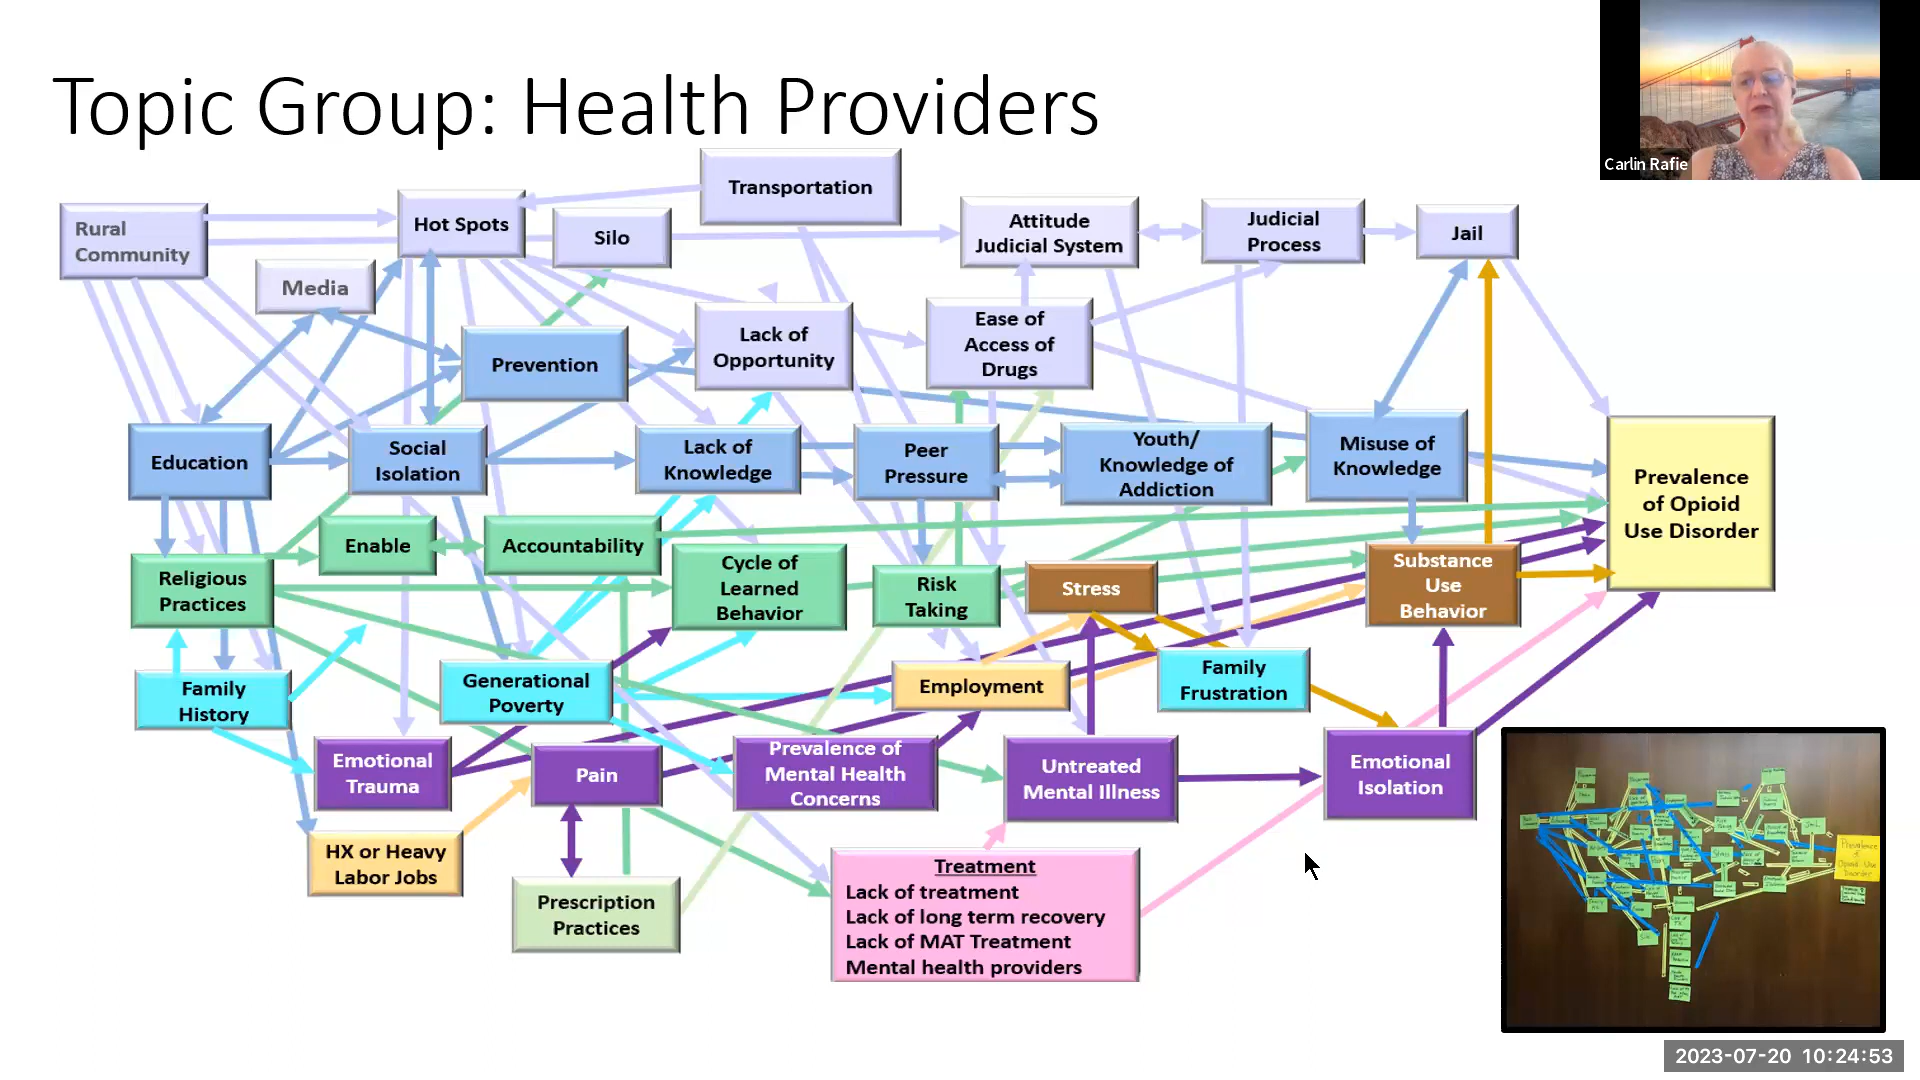 Topic Group: Health Providers
Carlin Rafie
Transportation
Rural
Community
Hot Spots
Silo
Attitude
Judicial System
Judicial
Process
Jail
Media
Prevention
Lack of
Opportunity
Ease of
Access of
Drugs
Education
Social
Isolation
Lack of
Knowledge
Peer
Pressure
Youth/
Knowledge of
Addiction
Misuse of
Knowledge
Prevalence
of Opioid
Use Disorder
Enable
Accountability
Religious
Practices
Cycle of
Learned
Behavior
Risk
Taking
Stress
Substance
Use
Behavior
Family
History
Generational
Poverty
Employment
Family
Frustration
Emotional
Trauma
Pain
Prevalence of
Mental Health
Concerns
Untreated
Mental Illness
Emotional
Isolation
HX or Heavy
Labor Jobs
Prescription
Practices
Treatment
Lack of treatment
Lack of long term recovery
Lack of MAT Treatment
Mental health providers
Prevalence
of
Opioid Use
Disorder
2023-07-20 10:24:53